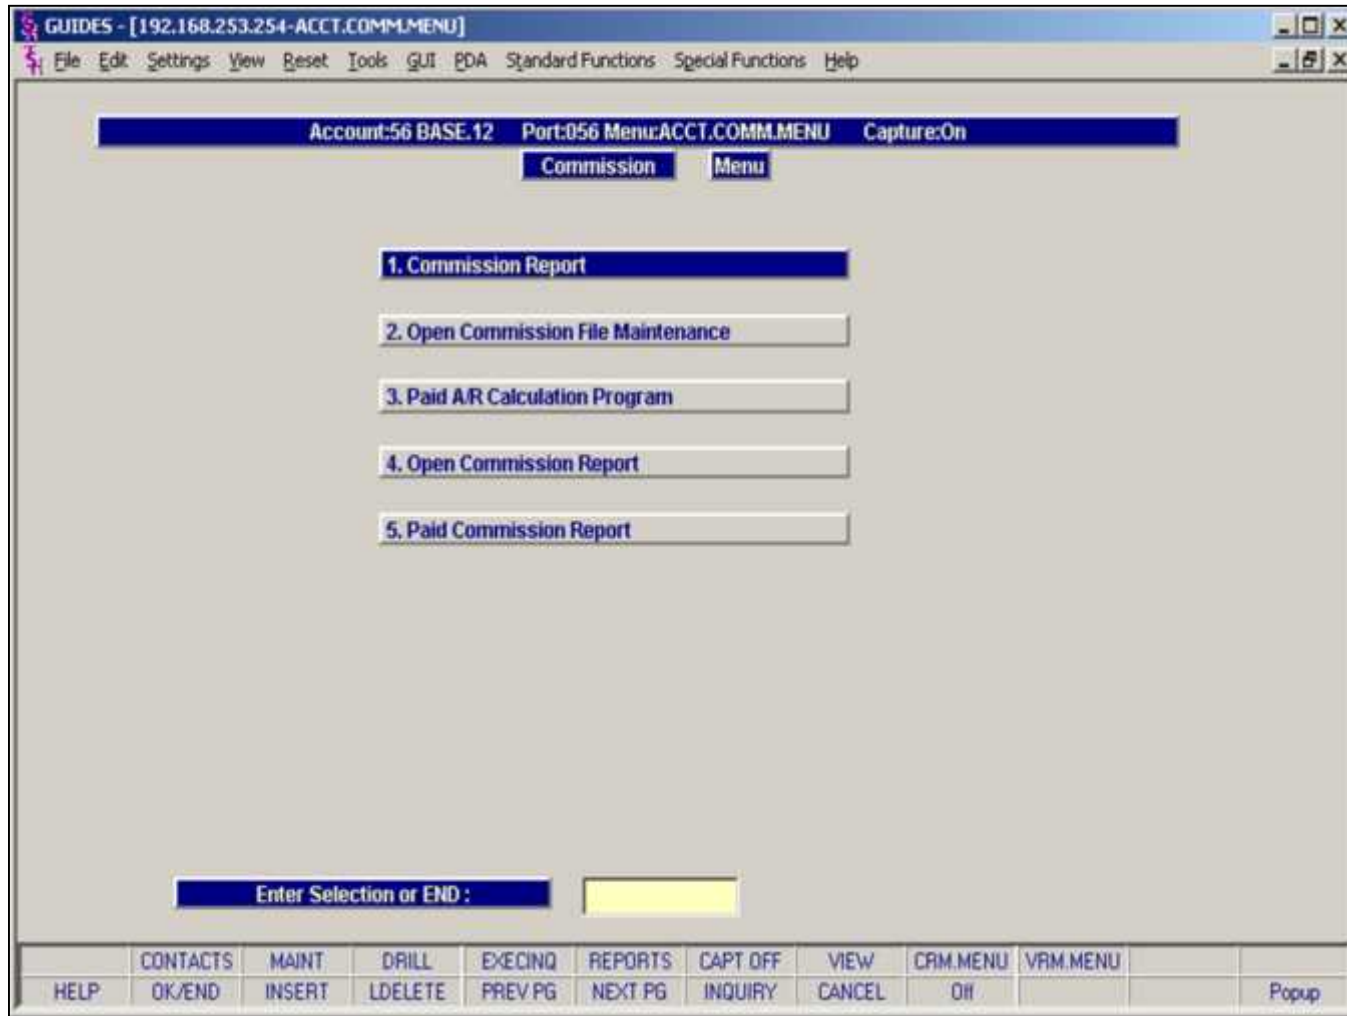 GUIDES - [192.168.253.254-ACCT.COMM.MENU]
File Edit Settings View Reset Tools GUI PDA Standard Functions Special Functions Help
Account:56 BASE.12 Port:056 Menu:ACCT.COMM.MENU Capture:On
Commission Menu
1. Commission Report
2. Open Commission File Maintenance
3. Paid A/R Calculation Program
4. Open Commission Report
5. Paid Commission Report
Enter Selection or END :
CONTACTS MAINT DRILL EXECINQ REPORTS CAPT OFF VIEW CRM.MENU VRM.MENU
HELP OK/END INSERT LDELETE PREV PG NEXT PG INQUIRY CANCEL Off Popup